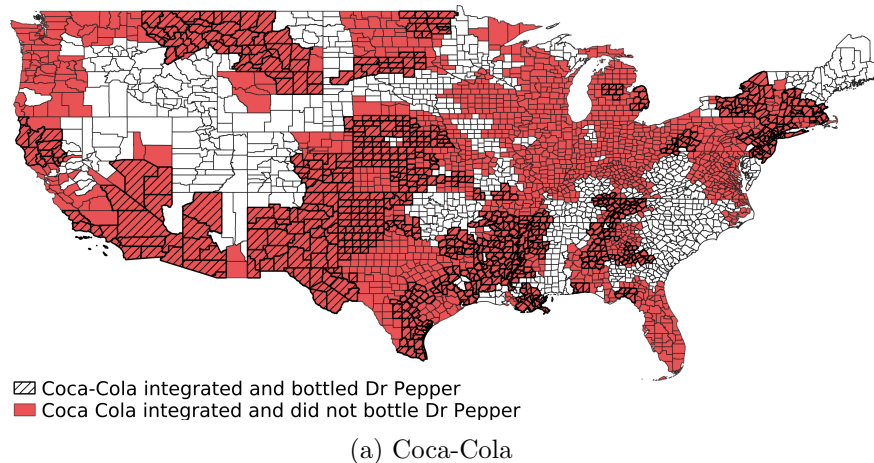 Coca-Cola integrated and bottled Dr Pepper
Coca Cola integrated and did not bottle Dr Pepper
(a) Coca-Cola